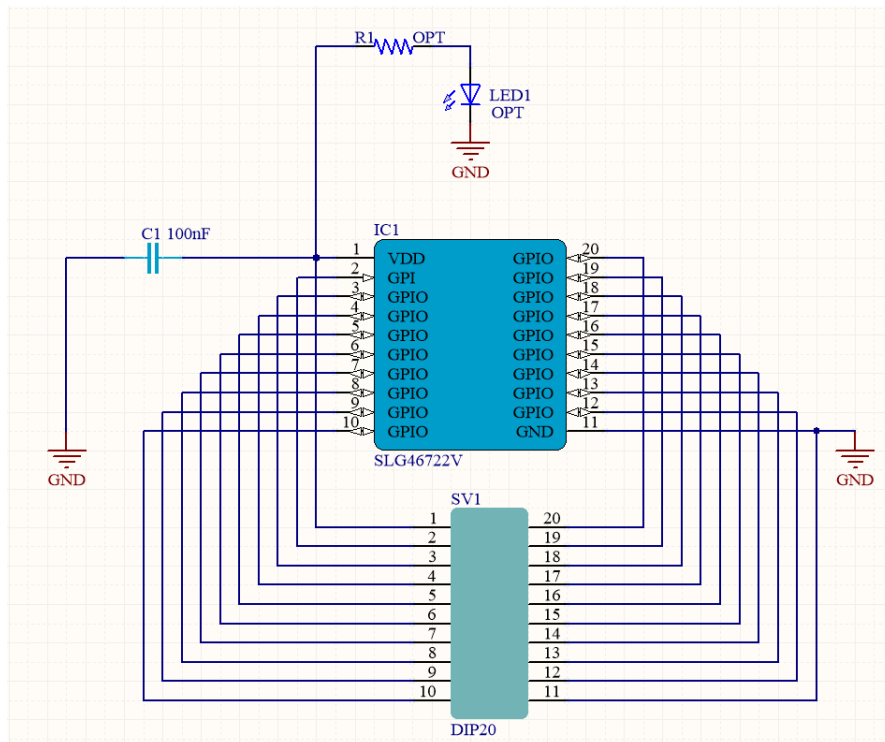 R1 OPT
LED1
OPT
GND
C1 100nF
IC1
1 VDD GPIO 20
2 GPI GPIO 19
3 GPIO GPIO 18
4 GPIO GPIO 17
5 GPIO GPIO 16
6 GPIO GPIO 15
7 GPIO GPIO 14
8 GPIO GPIO 13
9 GPIO GPIO 12
10 GPIO GND 11
SLG46722V
GND
GND
SV1
1 20
2 19
3 18
4 17
5 16
6 15
7 14
8 13
9 12
10 11
DIP20